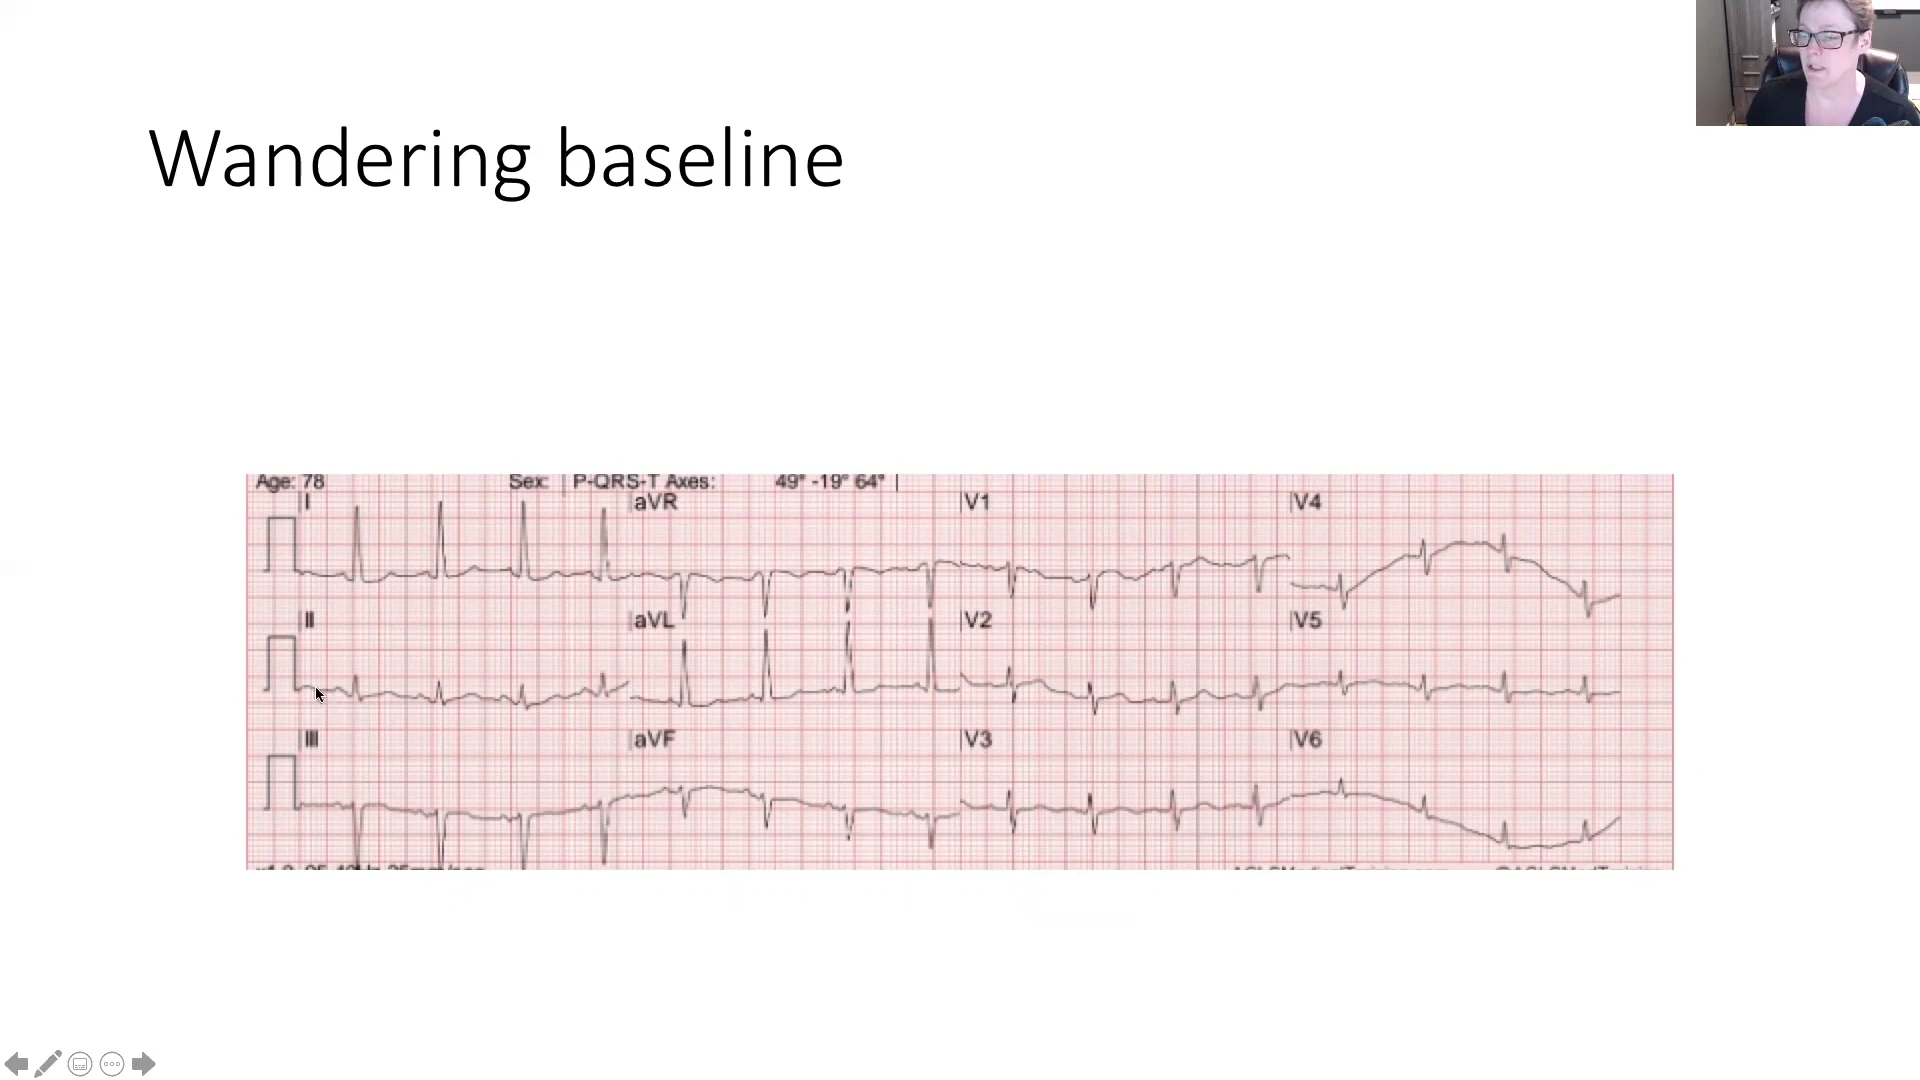 Wandering baseline
Age: 78 Sex: P-QRS-T Axes: 49° -19° 64°
I aVR V1 V4
II aVL V2 V5
III aVF V3 V6